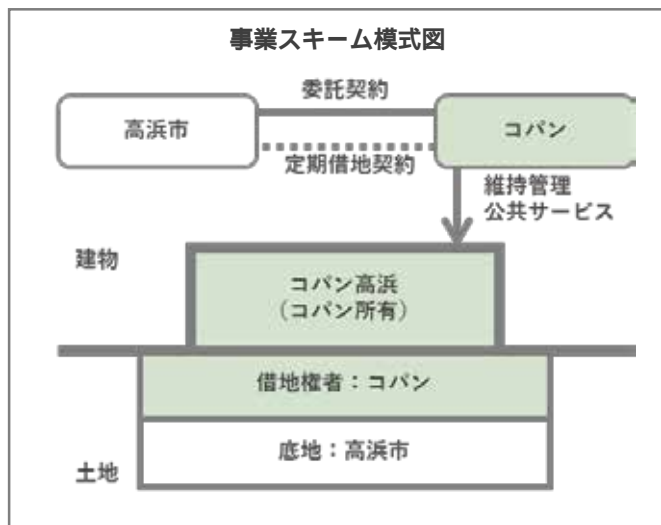 事業スキーム模式図
委託契約
高浜市
コパン
定期借地契約
維持管理
公共サービス
建物
コパン高浜
（コパン所有）
借地権者：コパン
底地：高浜市
土地